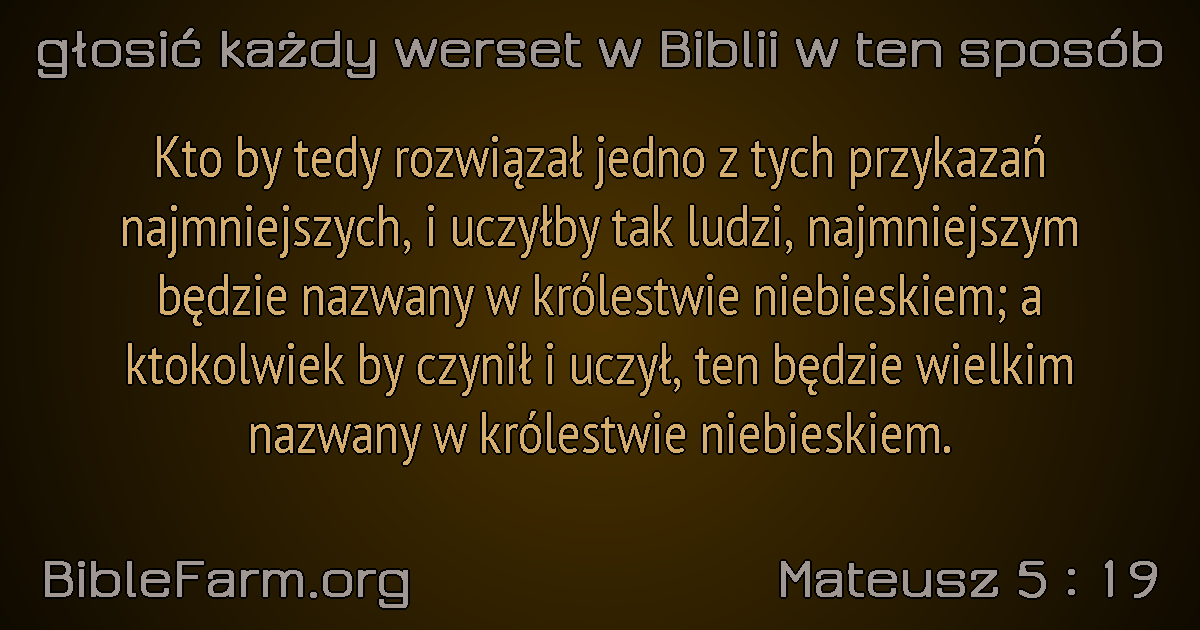 głosić każdy werset w Biblii w ten sposób
Kto by tedy rozwiązał jedno z tych przykazań
najmniejszych, i uczyłby tak ludzi, najmniejszym
będzie nazwany w królestwie niebieskiem; a
ktokolwiek by czynił i uczył, ten będzie wielkim
nazwany w królestwie niebieskiem.
BibleFarm.org
Mateusz 5 : 19